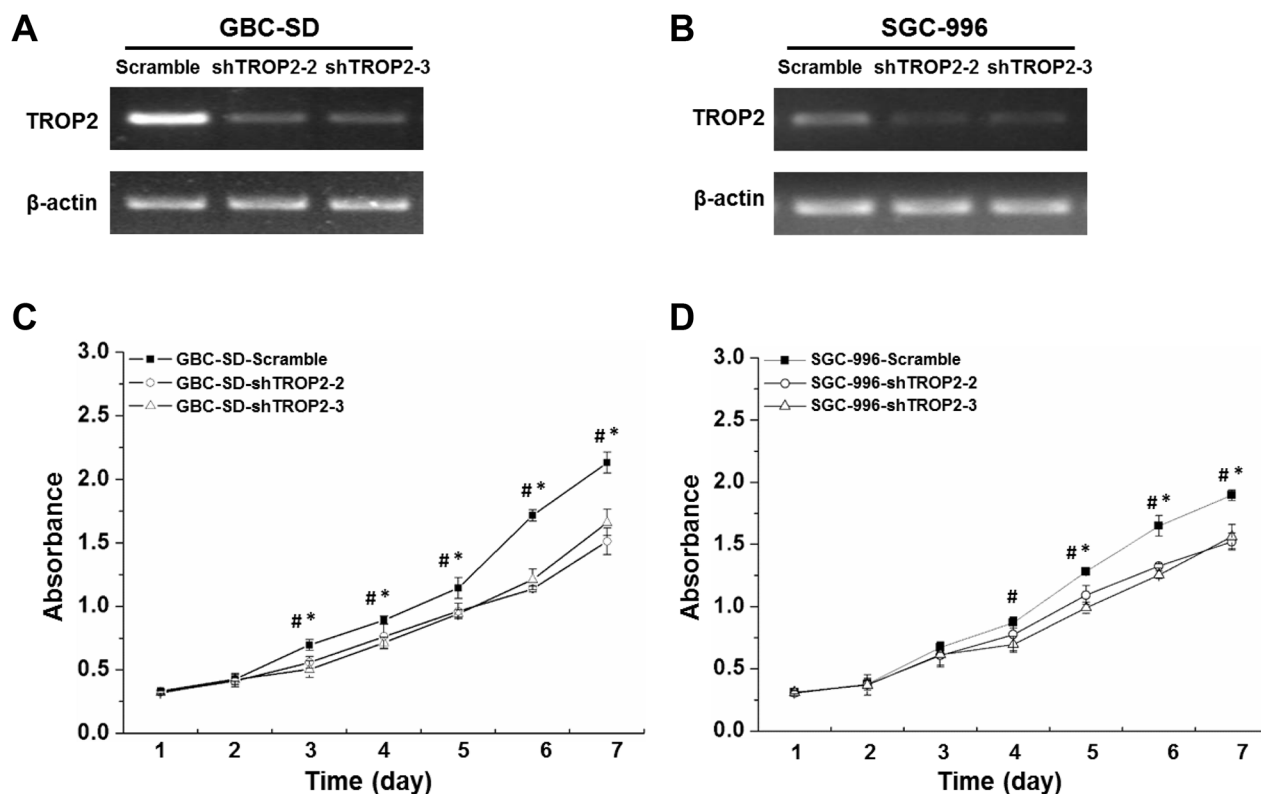 A
GBC-SD
Scramble shTROP2-2 shTROP2-3
TROP2
β-actin
B
SGC-996
Scramble shTROP2-2 shTROP2-3
TROP2
β-actin
C
GBC-SD-Scramble
GBC-SD-shTROP2-2
GBC-SD-shTROP2-3
Absorbance
3.0
2.5
2.0
1.5
1.0
0.5
0.0
# *
# *
# *
# *
# *
1 2 3 4 5 6 7
Time (day)
D
SGC-996-Scramble
SGC-996-shTROP2-2
SGC-996-shTROP2-3
Absorbance
3.0
2.5
2.0
1.5
1.0
0.5
0.0
#
# *
# *
# *
1 2 3 4 5 6 7
Time (day)